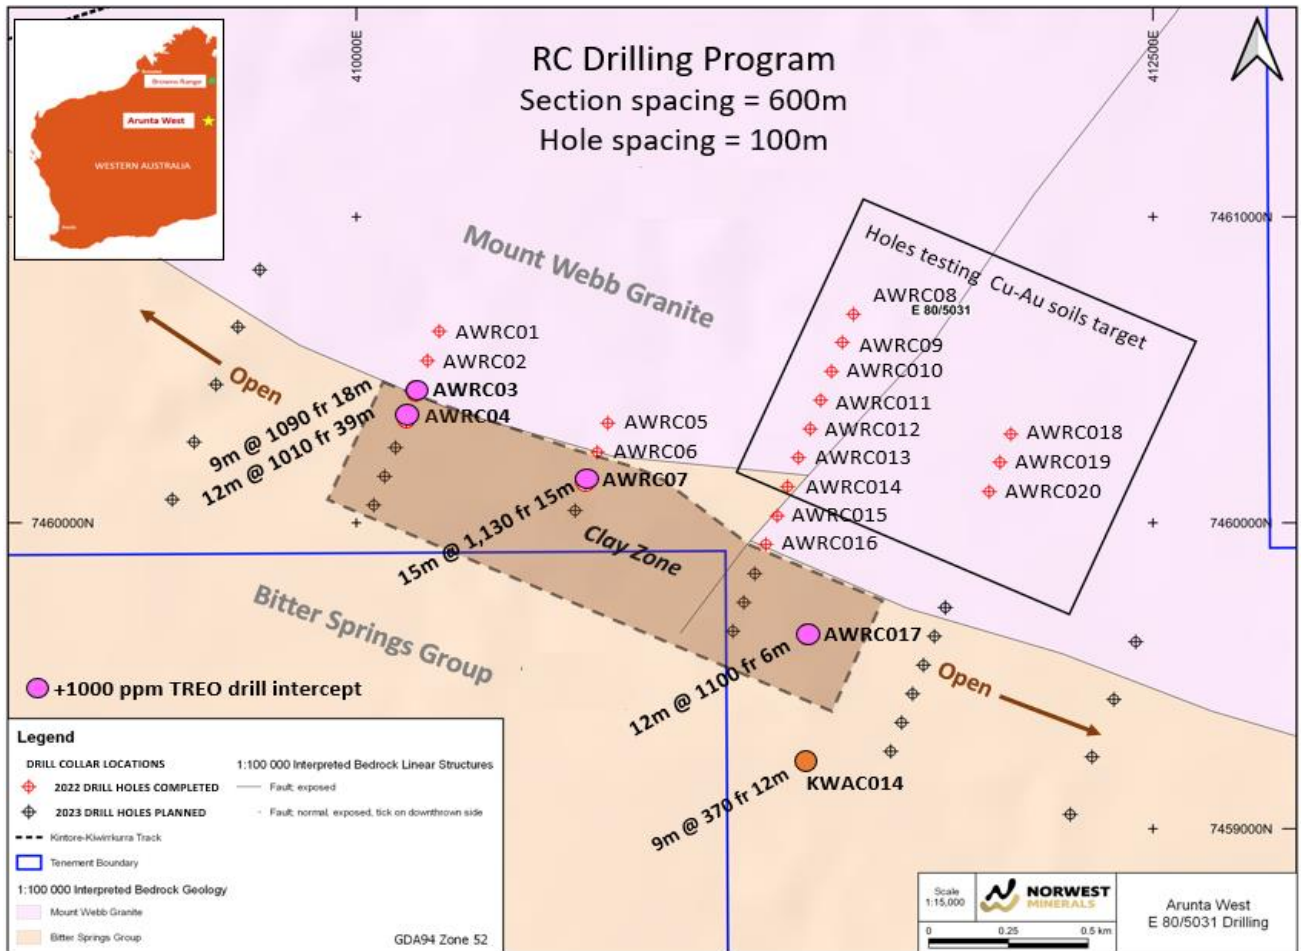 RC Drilling Program
Section spacing = 600m
Hole spacing = 100m
410000E
412500E
Browns Range
Arunta West
WESTERN AUSTRALIA
7461000N
Mount Webb Granite
Holes testing Cu-Au soils target
AWRC08
E 80/5031
AWRC09
AWRC010
AWRC011
AWRC012
AWRC013
AWRC014
AWRC015
AWRC016
AWRC018
AWRC019
AWRC020
AWRC01
AWRC02
AWRC03
AWRC04
AWRC05
AWRC06
AWRC07
Open
9m @ 1090 fr 18m
12m @ 1010 fr 39m
15m @ 1,130 fr 15m
7460000N
7460000N
Clay Zone
Bitter Springs Group
AWRC017
12m @ 1100 fr 6m
Open
KWAC014
9m @ 370 fr 12m
7459000N
+1000 ppm TREO drill intercept
Legend
DRILL COLLAR LOCATIONS
2022 DRILL HOLES COMPLETED
2023 DRILL HOLES PLANNED
Kintore-Kiwirrkurra Track
Tenement Boundary
1:100 000 Interpreted Bedrock Geology
Mount Webb Granite
Bitter Springs Group
1:100 000 Interpreted Bedrock Linear Structures
Fault; exposed
Fault; normal, exposed, tick on downthrown side
GDA94 Zone 52
Scale
1:15,000
NORWEST
MINERALS
0 0.25 0.5 km
Arunta West
E 80/5031 Drilling